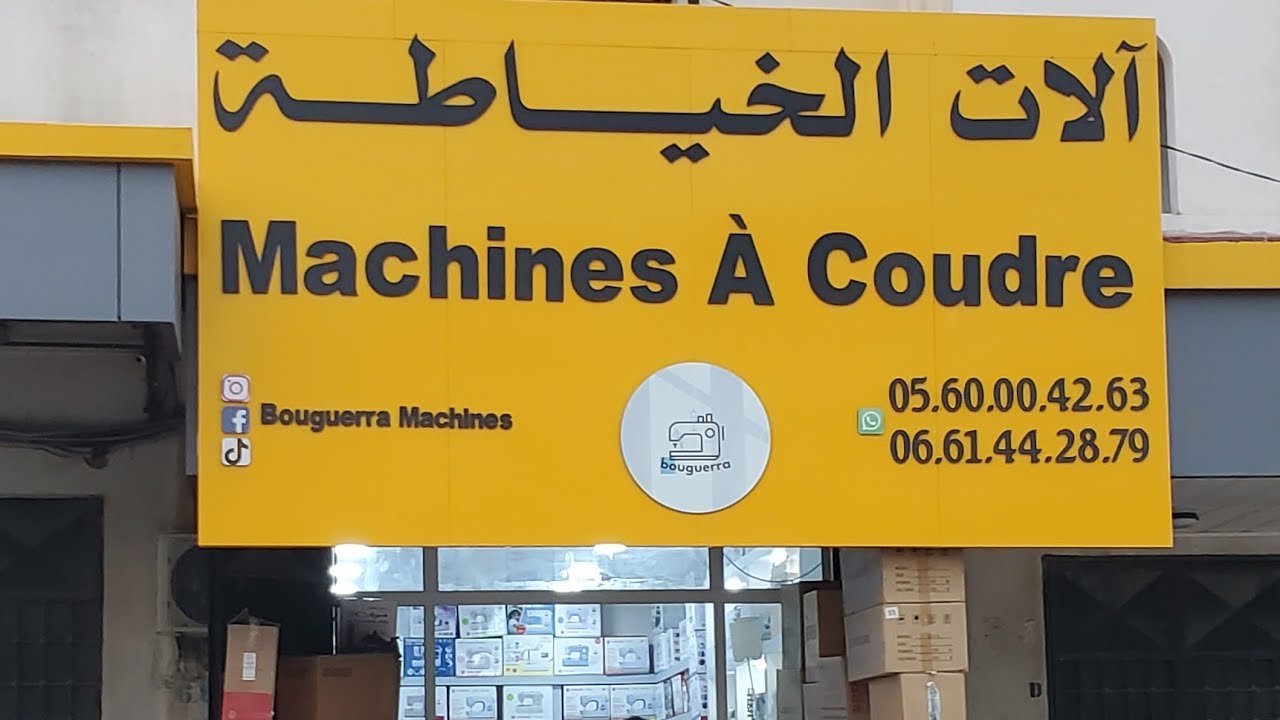 آلات الخياطة
Machines À Coudre
Bouguerra Machines
bouguerra
05.60.00.42.63
06.61.44.28.79